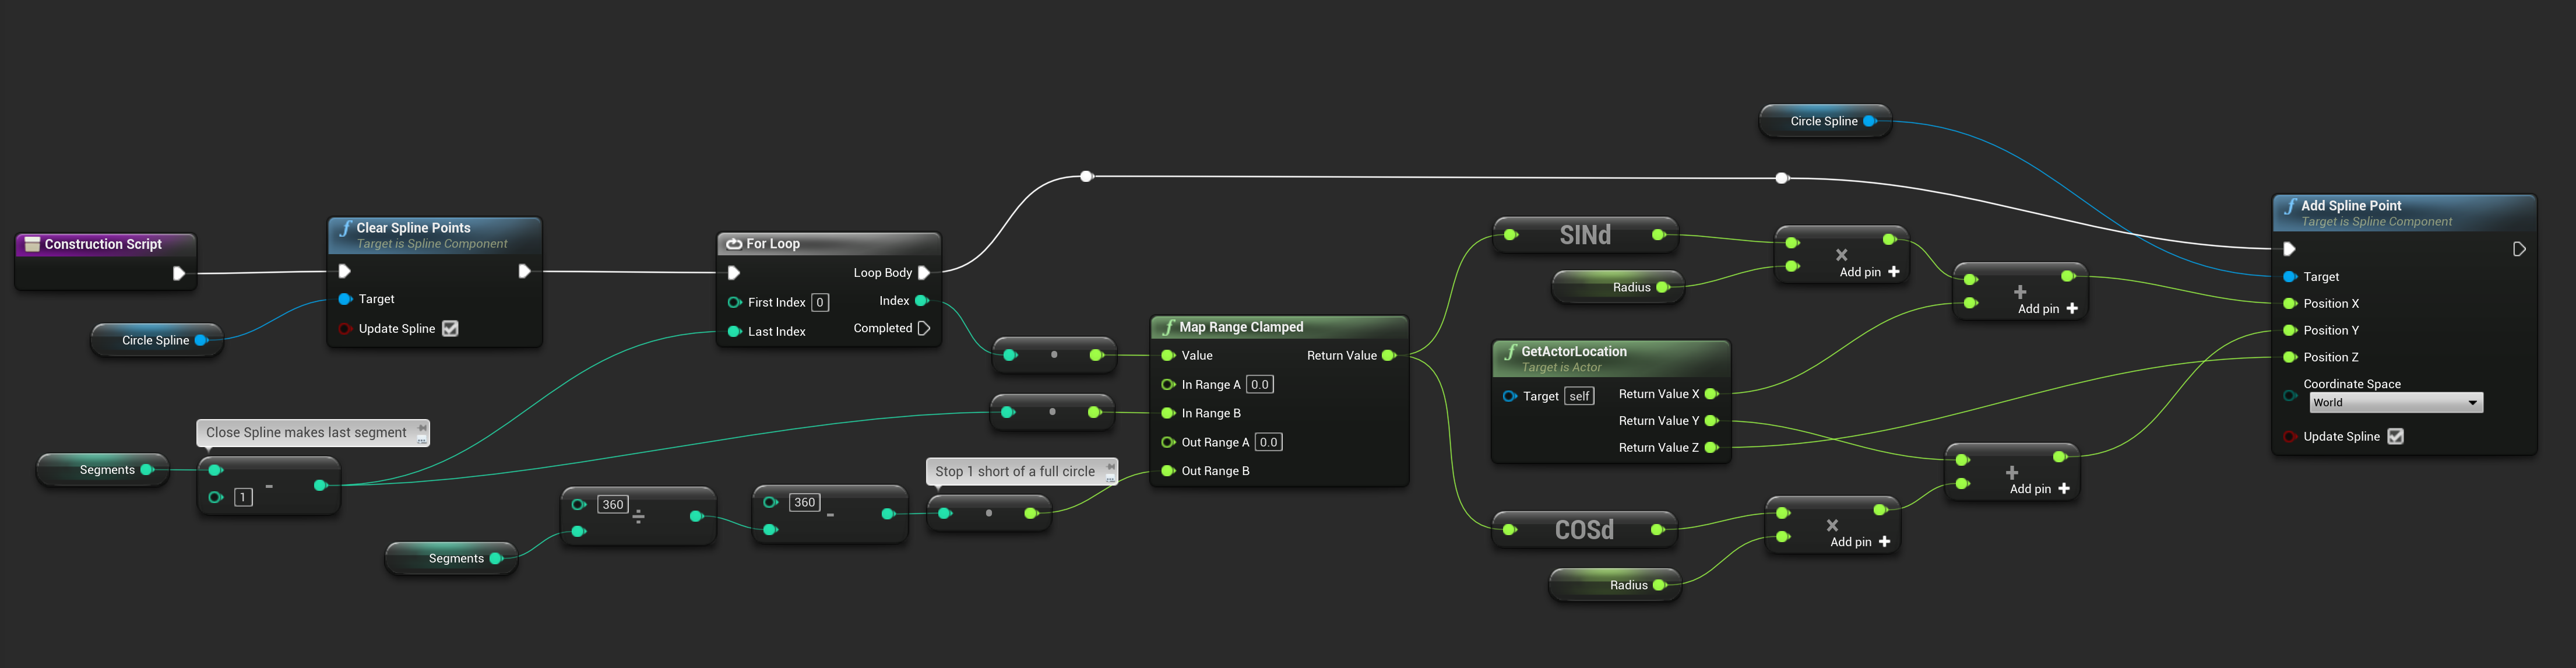 Construction Script
Circle Spline
f Clear Spline Points
Target is Spline Component
Target
Update Spline
For Loop
Loop Body
First Index 0
Index
Last Index
Completed
Close Spline makes last segment
Segments
1
-
Segments
360
÷
360
-
Stop 1 short of a full circle
f Map Range Clamped
Value
Return Value
In Range A 0.0
In Range B
Out Range A 0.0
Out Range B
SINd
Radius
×
Add pin +
f GetActorLocation
Target is Actor
Target self
Return Value X
Return Value Y
Return Value Z
+
Add pin +
COSd
Radius
×
Add pin +
+
Add pin +
Circle Spline
f Add Spline Point
Target is Spline Component
Target
Position X
Position Y
Position Z
Coordinate Space
World
Update Spline